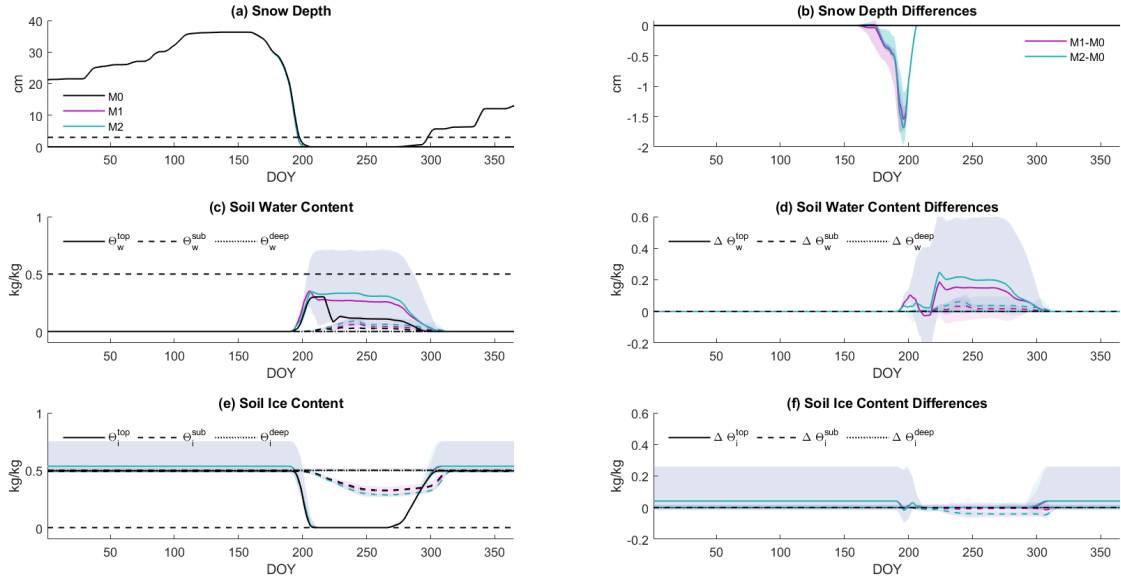 (a) Snow Depth
40
30
20
10
0
cm
M0
M1
M2
50 100 150 200 250 300 350
DOY
(b) Snow Depth Differences
0
-0.5
-1
-1.5
-2
cm
M1-M0
M2-M0
50 100 150 200 250 300 350
DOY
(c) Soil Water Content
1
0.5
0
kg/kg
Θ_w^top Θ_w^sub Θ_w^deep
50 100 150 200 250 300 350
DOY
(d) Soil Water Content Differences
0.6
0.4
0.2
0
-0.2
kg/kg
Δ Θ_w^top Δ Θ_w^sub Δ Θ_w^deep
50 100 150 200 250 300 350
DOY
(e) Soil Ice Content
1
0.5
0
kg/kg
Θ_i^top Θ_i^sub Θ_i^deep
50 100 150 200 250 300 350
DOY
(f) Soil Ice Content Differences
0.6
0.4
0.2
0
-0.2
kg/kg
Δ Θ_i^top Δ Θ_i^sub Δ Θ_i^deep
50 100 150 200 250 300 350
DOY